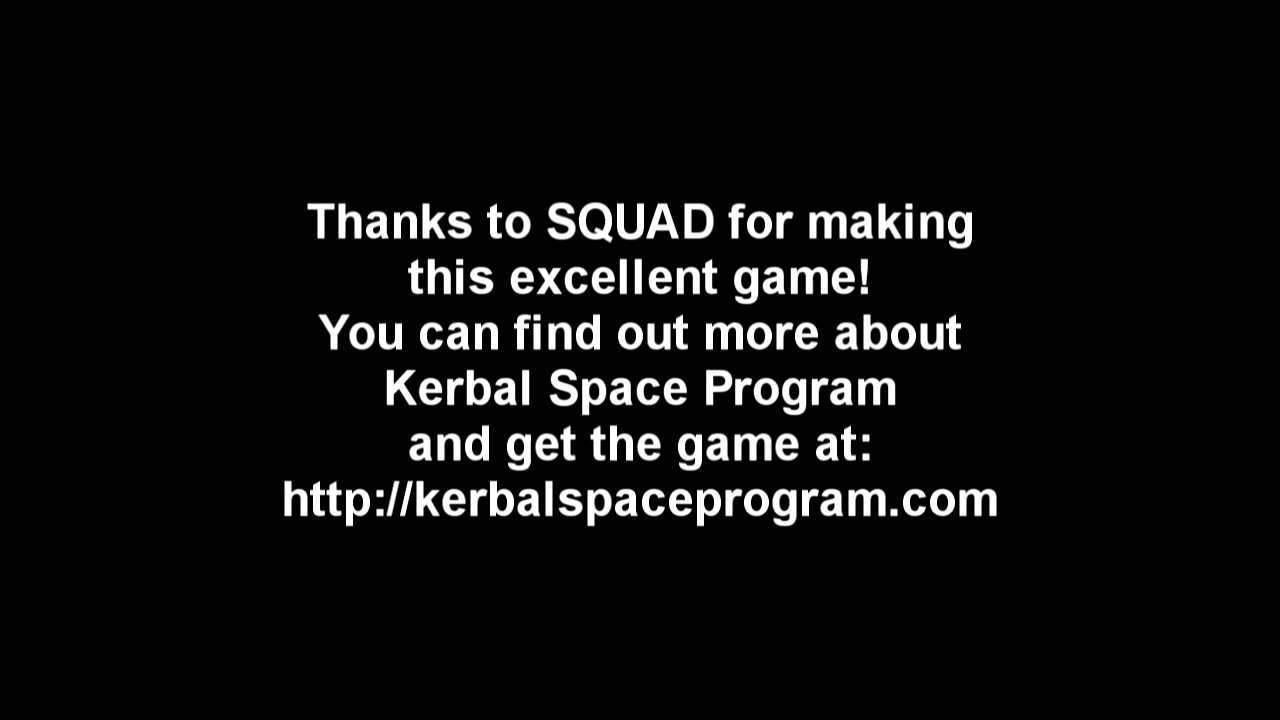 Thanks to SQUAD for making
this excellent game!
You can find out more about
Kerbal Space Program
and get the game at:
http://kerbalspaceprogram.com